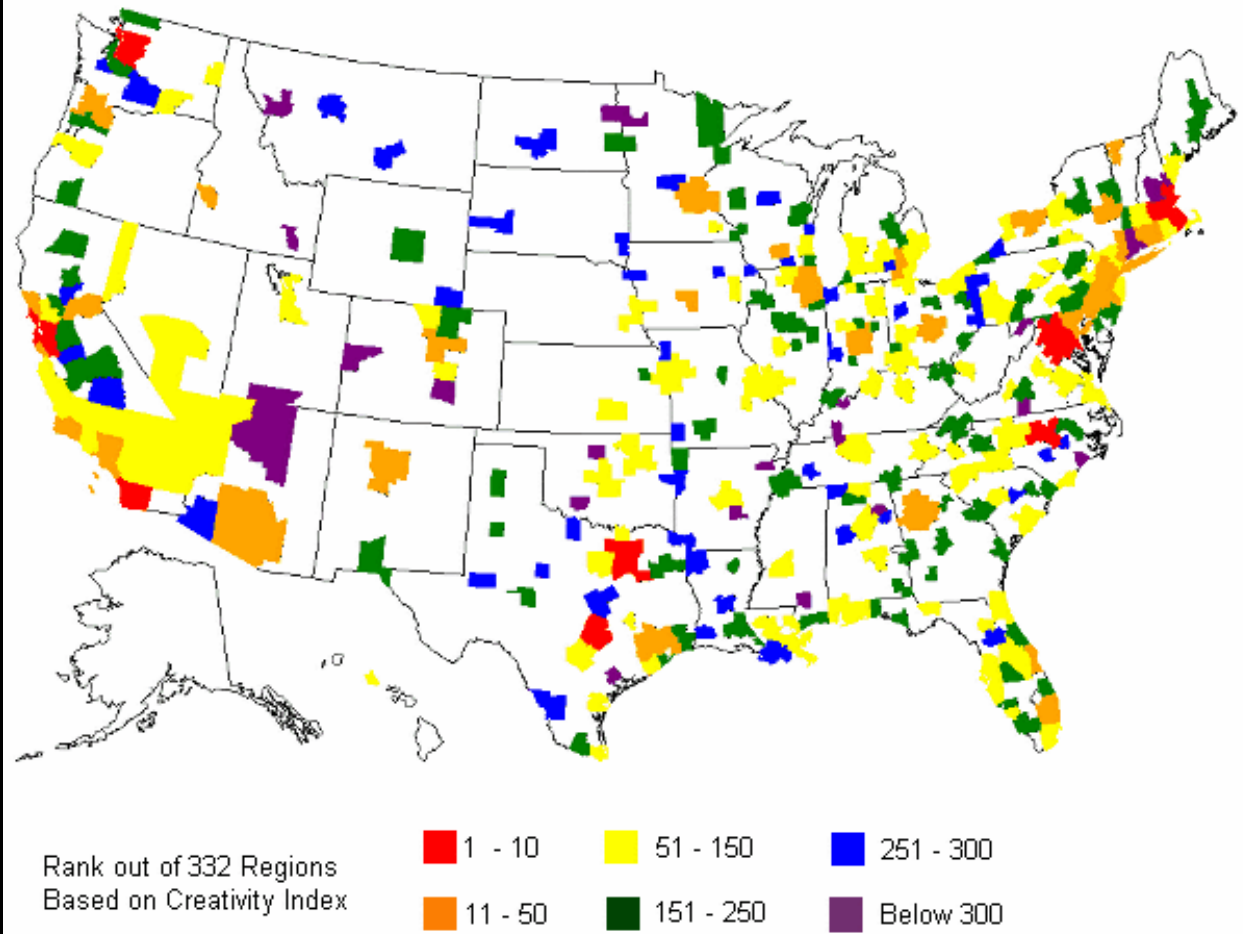 Rank out of 332 Regions
Based on Creativity Index
1 - 10
51 - 150
251 - 300
11 - 50
151 - 250
Below 300